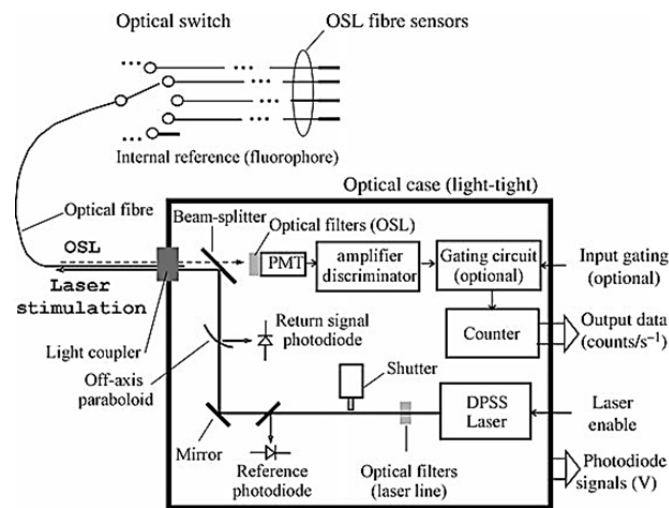 Optical switch
OSL fibre sensors
Internal reference (fluorophore)
Optical fibre
Optical case (light-tight)
Beam-splitter
Optical filters (OSL)
OSL
Laser
stimulation
PMT
amplifier
discriminator
Gating circuit
(optional)
Input gating
(optional)
Light coupler
Return signal
photodiode
Counter
Output data
(counts/s⁻¹)
Off-axis
paraboloid
Shutter
DPSS
Laser
Laser
enable
Mirror
Reference
photodiode
Optical filters
(laser line)
Photodiode
signals (V)